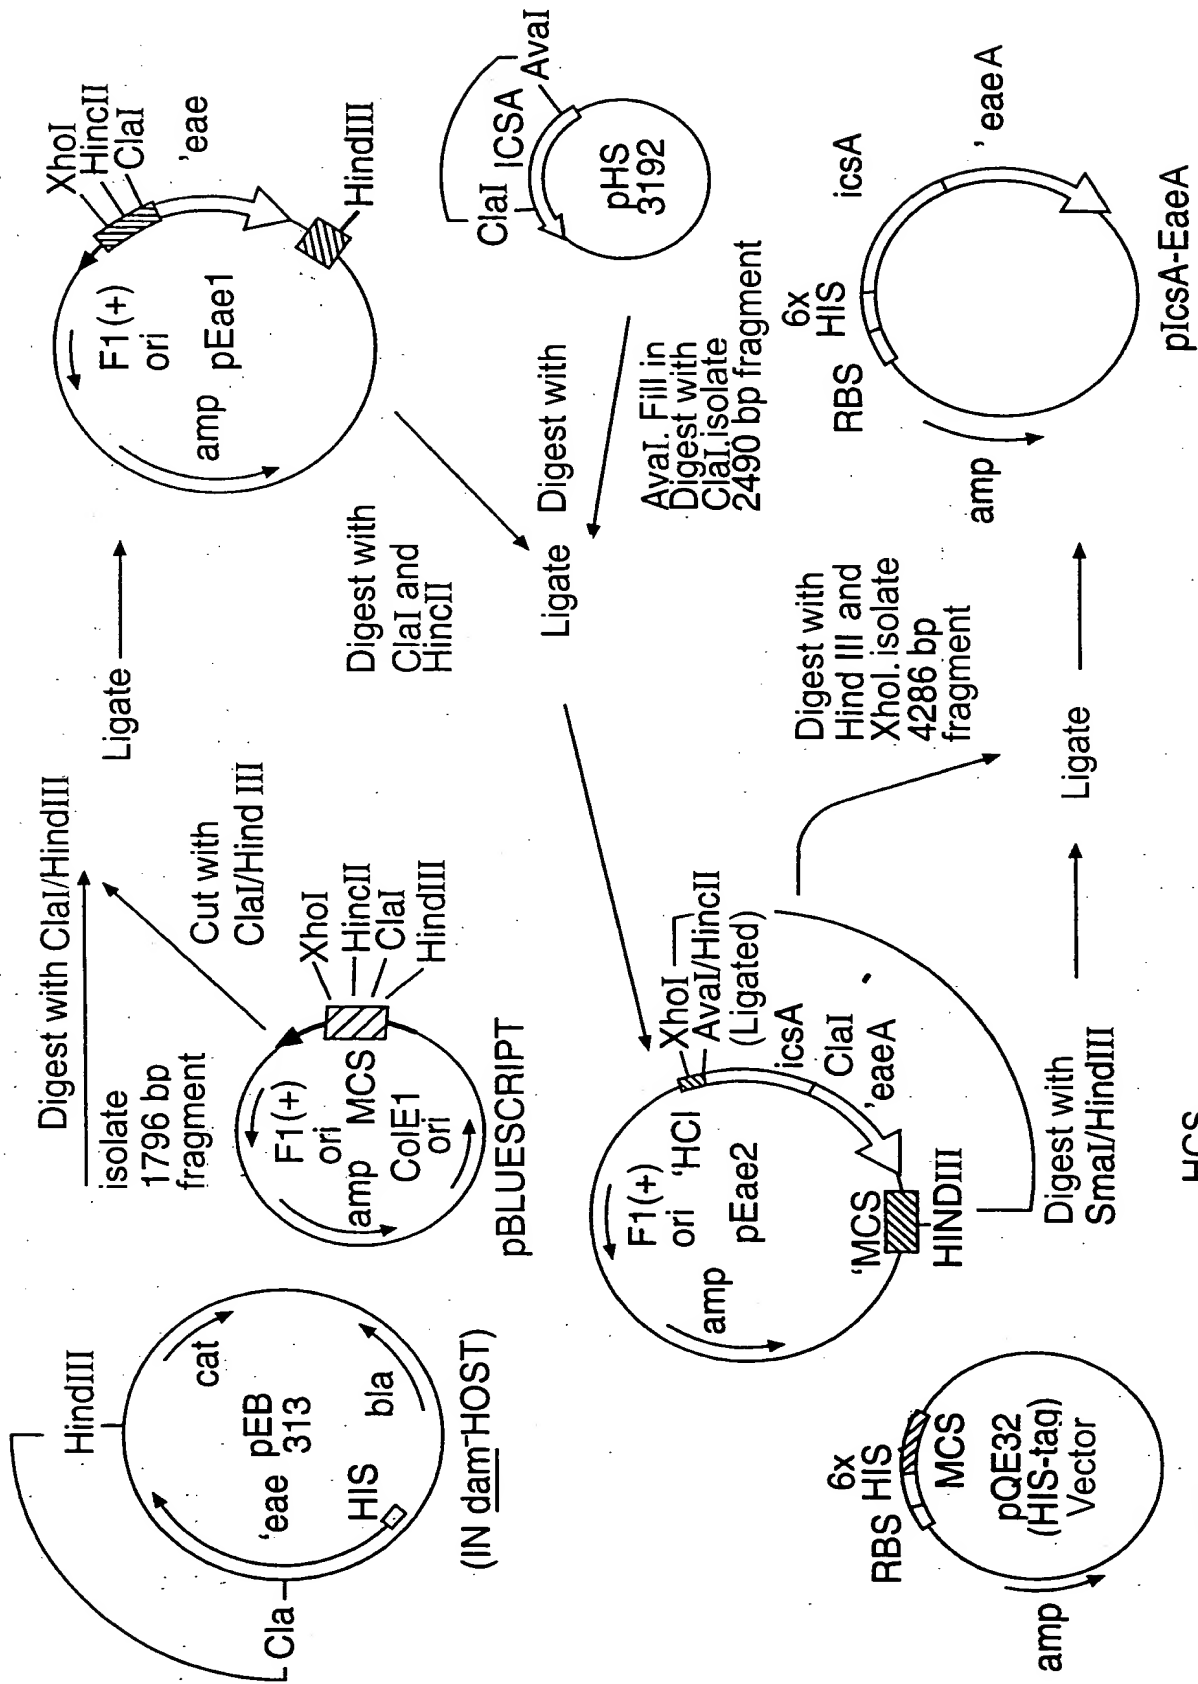 HindIII
Cla
cat
'eae
pEB
313
HIS
bla
(IN dam-HOST)
Digest with ClaI/HindIII
isolate
1796 bp
fragment
Cut with
ClaI/Hind III
F1(+)
ori
amp
MCS
ColE1
ori
XhoI
HincII
ClaI
HindIII
pBLUESCRIPT
Ligate
F1(+)
ori
amp
pEae1
XhoI
HincII
ClaI
'eae
HindIII
Digest with
ClaI and
HincII
ClaI
ICSA
AvaI
pHS
3192
Digest with
AvaI. Fill in
Digest with
ClaI.isolate
2490 bp fragment
Ligate
F1(+)
ori
'HCI
amp
pEae2
XhoI
AvaI/HincII
(Ligated)
icsA
ClaI
'eaeA
'MCS
HINDIII
Digest with
Hind III and
XhoI. isolate
4286 bp
fragment
6x
RBS HIS
MCS
pQE32
(HIS-tag)
Vector
amp
Digest with
SmaI/HindIII
Ligate
RBS
6x
HIS
icsA
' eaeA
amp
pIcsA-EaeA